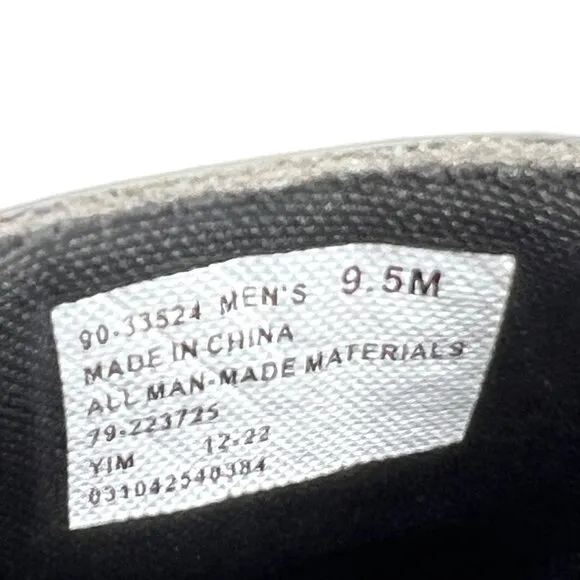 90-33524 MEN'S 9.5M
MADE IN CHINA
ALL MAN-MADE MATERIALS
79-223725
YIM 12-22
031042540384